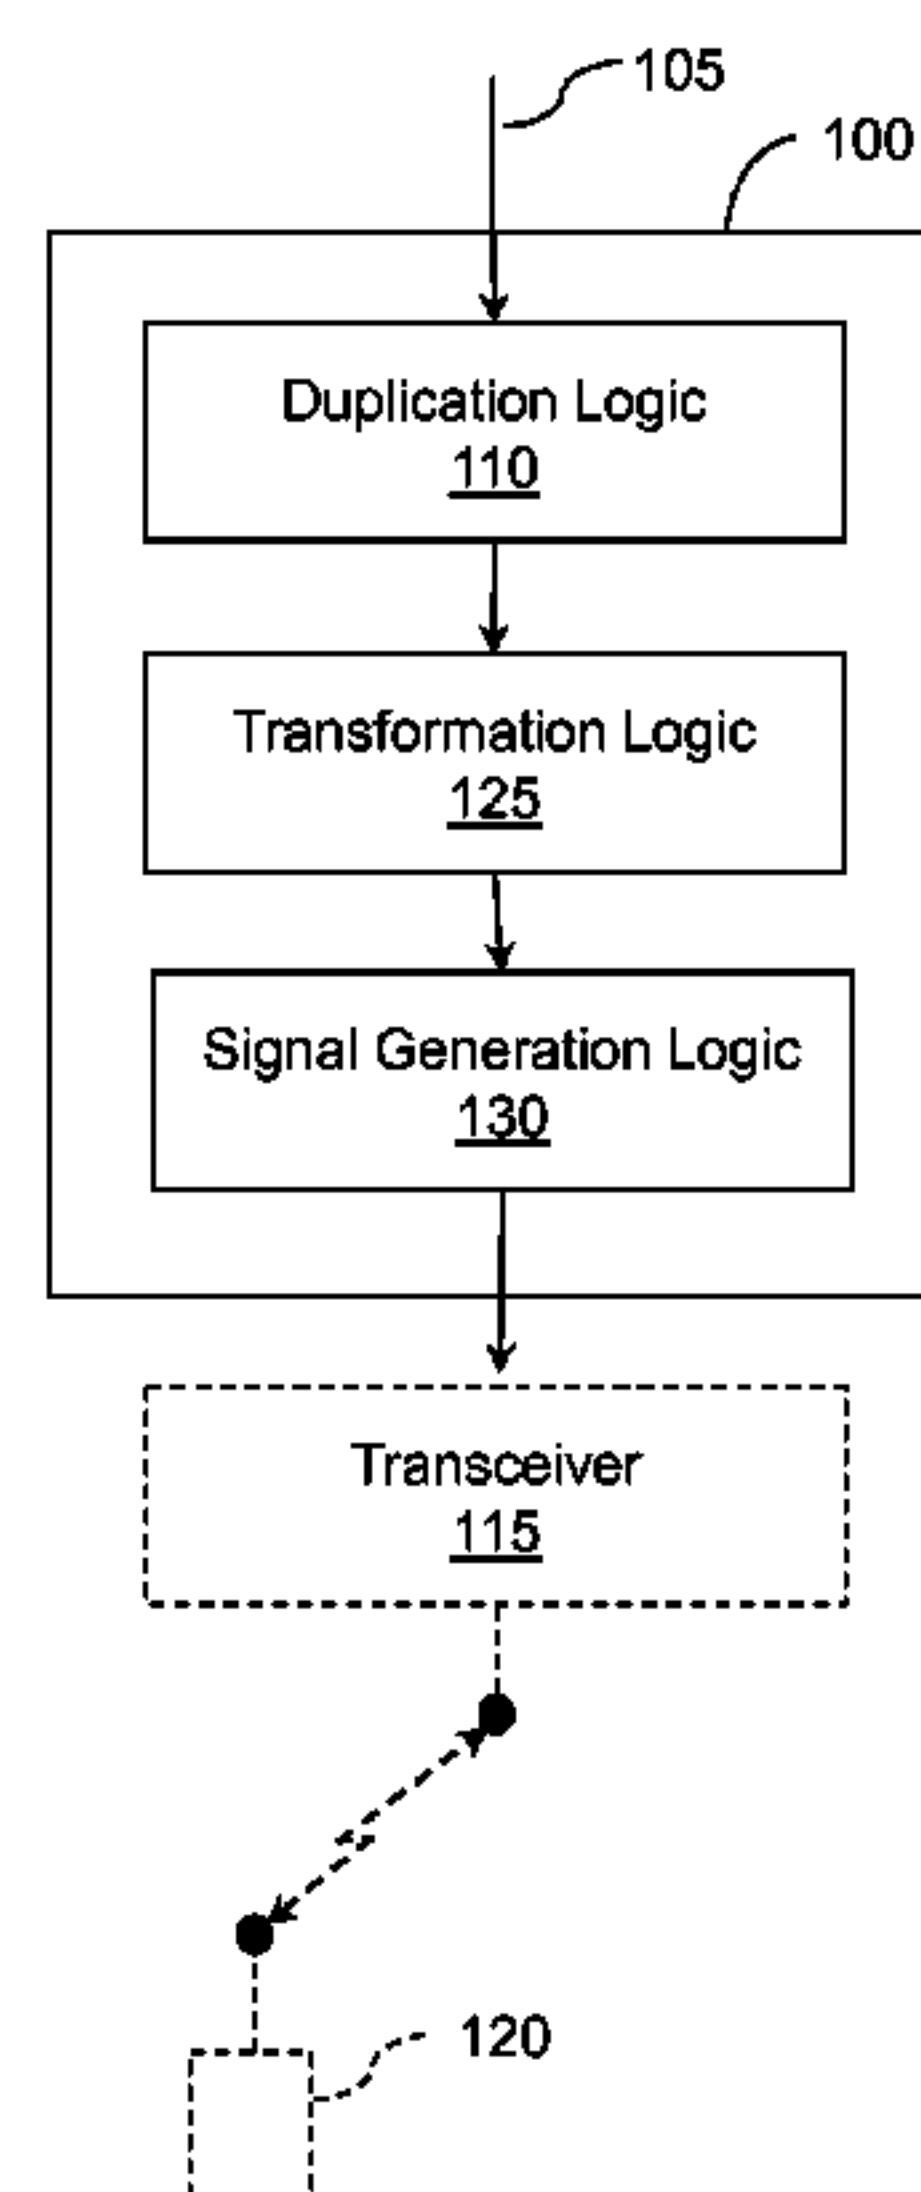 105
100
Duplication Logic
110
Transformation Logic
125
Signal Generation Logic
130
Transceiver
115
120